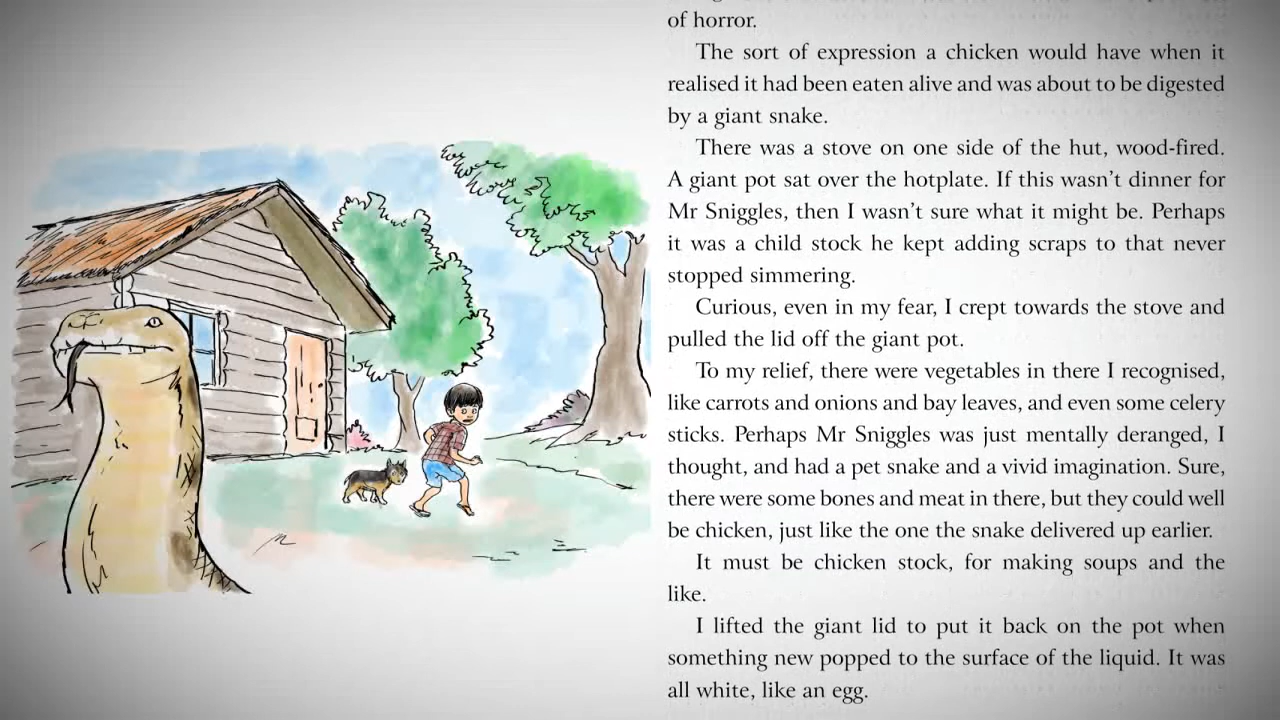 of horror.
The sort of expression a chicken would have when it
realised it had been eaten alive and was about to be digested
by a giant snake.
There was a stove on one side of the hut, wood-fired.
A giant pot sat over the hotplate. If this wasn’t dinner for
Mr Sniggles, then I wasn’t sure what it might be. Perhaps
it was a child stock he kept adding scraps to that never
stopped simmering.
Curious, even in my fear, I crept towards the stove and
pulled the lid off the giant pot.
To my relief, there were vegetables in there I recognised,
like carrots and onions and bay leaves, and even some celery
sticks. Perhaps Mr Sniggles was just mentally deranged, I
thought, and had a pet snake and a vivid imagination. Sure,
there were some bones and meat in there, but they could well
be chicken, just like the one the snake delivered up earlier.
It must be chicken stock, for making soups and the
like.
I lifted the giant lid to put it back on the pot when
something new popped to the surface of the liquid. It was
all white, like an egg.